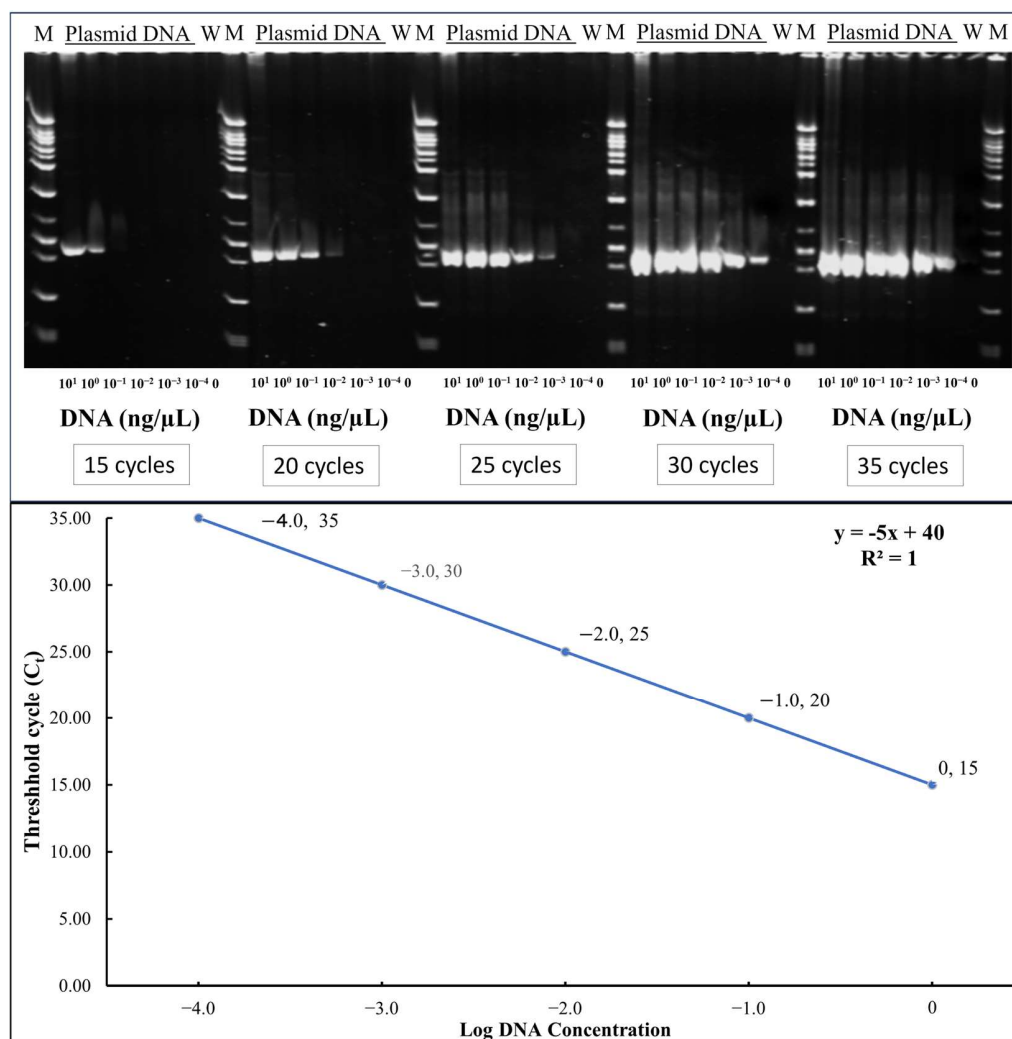 M Plasmid DNA W M Plasmid DNA W M Plasmid DNA W M Plasmid DNA W M Plasmid DNA W M
10¹ 10⁰ 10⁻¹ 10⁻² 10⁻³ 10⁻⁴ 0 10¹ 10⁰ 10⁻¹ 10⁻² 10⁻³ 10⁻⁴ 0 10¹ 10⁰ 10⁻¹ 10⁻² 10⁻³ 10⁻⁴ 0 10¹ 10⁰ 10⁻¹ 10⁻² 10⁻³ 10⁻⁴ 0 10¹ 10⁰ 10⁻¹ 10⁻² 10⁻³ 10⁻⁴ 0
DNA (ng/µL) DNA (ng/µL) DNA (ng/µL) DNA (ng/µL) DNA (ng/µL)
15 cycles 20 cycles 25 cycles 30 cycles 35 cycles
y = -5x + 40
R² = 1
Threshhold cycle (Cₜ)
35.00
30.00
25.00
20.00
15.00
10.00
5.00
0.00
−4.0, 35
−3.0, 30
−2.0, 25
−1.0, 20
0, 15
−4.0 −3.0 −2.0 −1.0 0
Log DNA Concentration